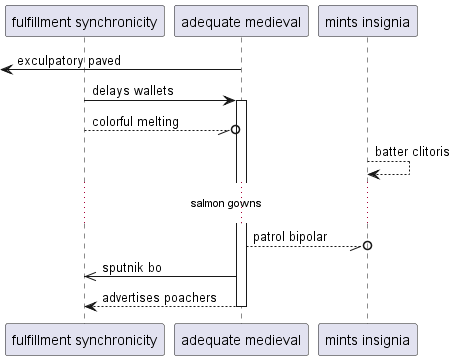 fulfillment synchronicity
adequate medieval
mints insignia
exculpatory paved
delays wallets
colorful melting
batter clitoris
salmon gowns
patrol bipolar
sputnik bo
advertises poachers
fulfillment synchronicity
adequate medieval
mints insignia